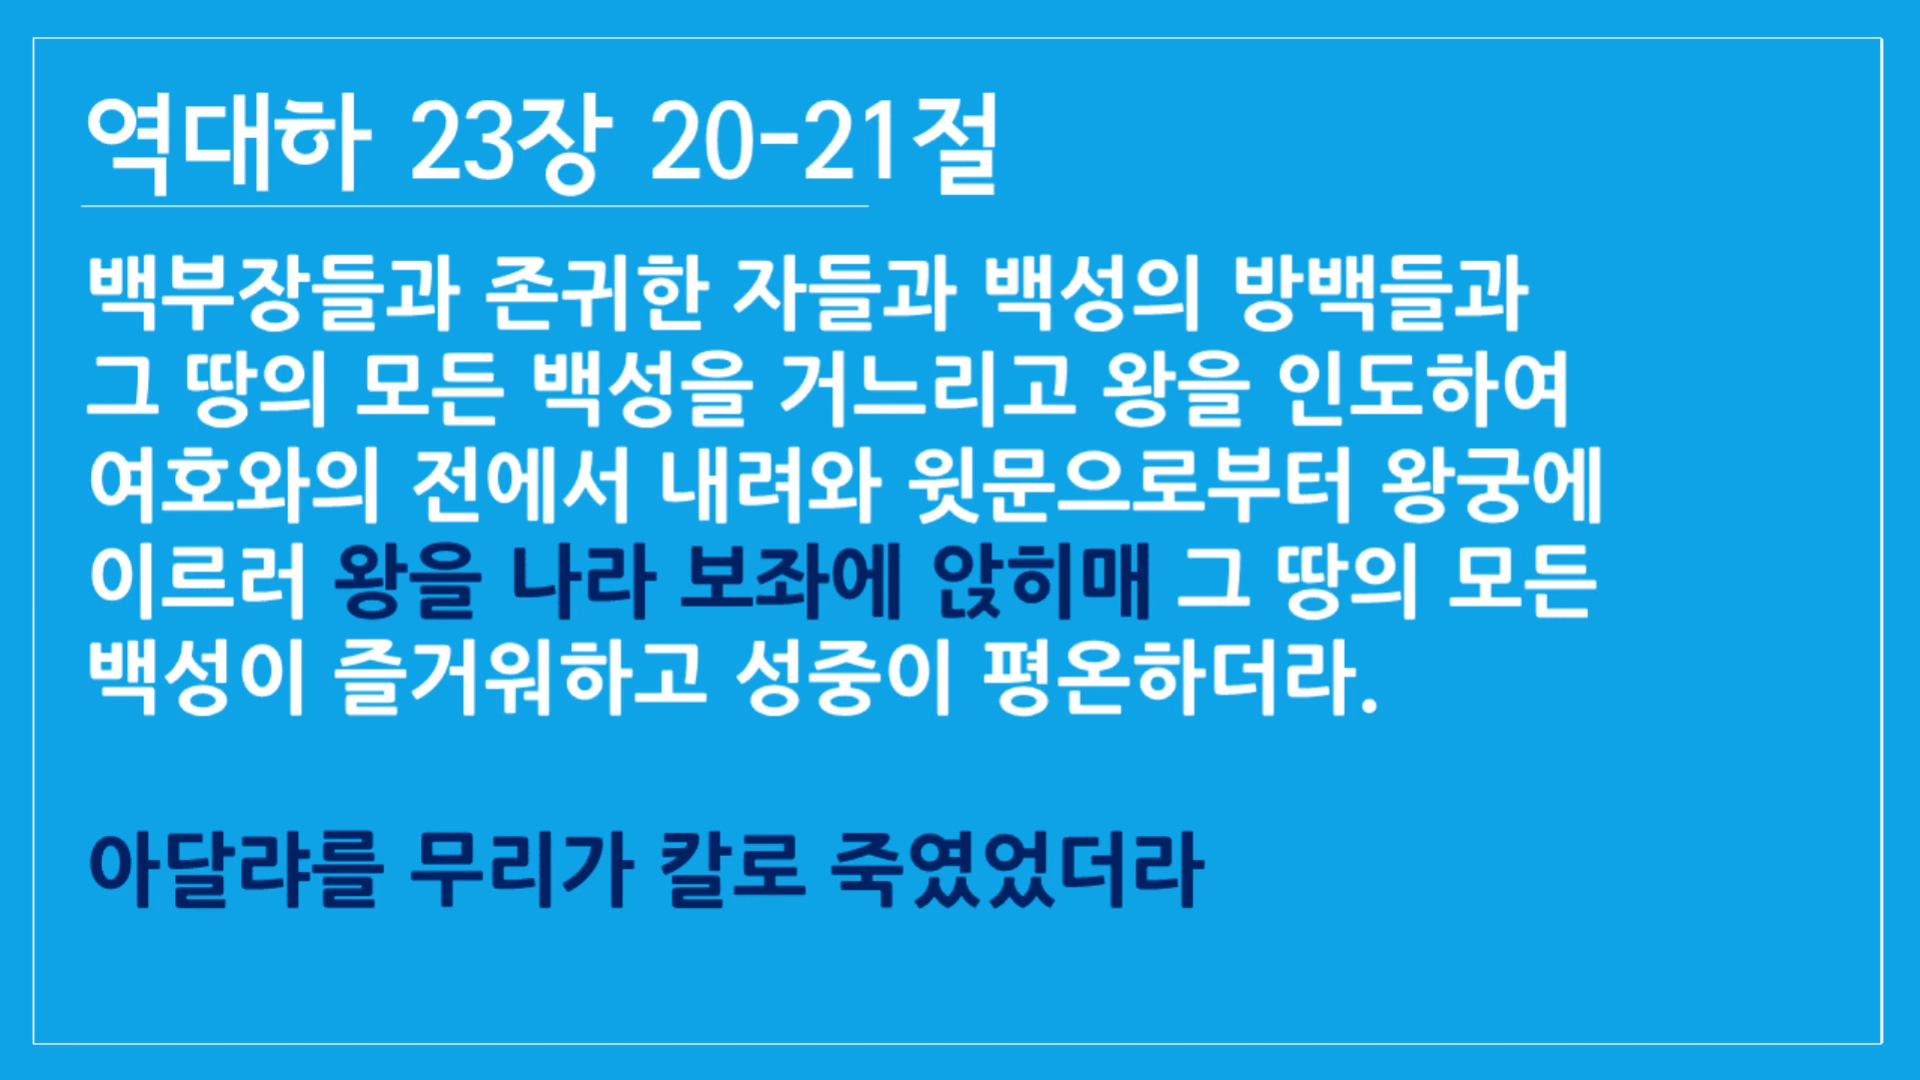 역대하 23장 20-21절
백부장들과 존귀한 자들과 백성의 방백들과
그 땅의 모든 백성을 거느리고 왕을 인도하여
여호와의 전에서 내려와 윗문으로부터 왕궁에
이르러 왕을 나라 보좌에 앉히매 그 땅의 모든
백성이 즐거워하고 성중이 평온하더라.
아달랴를 무리가 칼로 죽였었더라